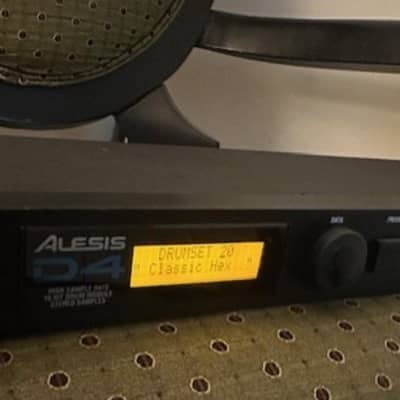 ALESIS
D4
HIGH SAMPLE RATE
16 BIT DRUM MODULE
STEREO SAMPLES
DRUMSET 20
" Classic Hex "
DATA